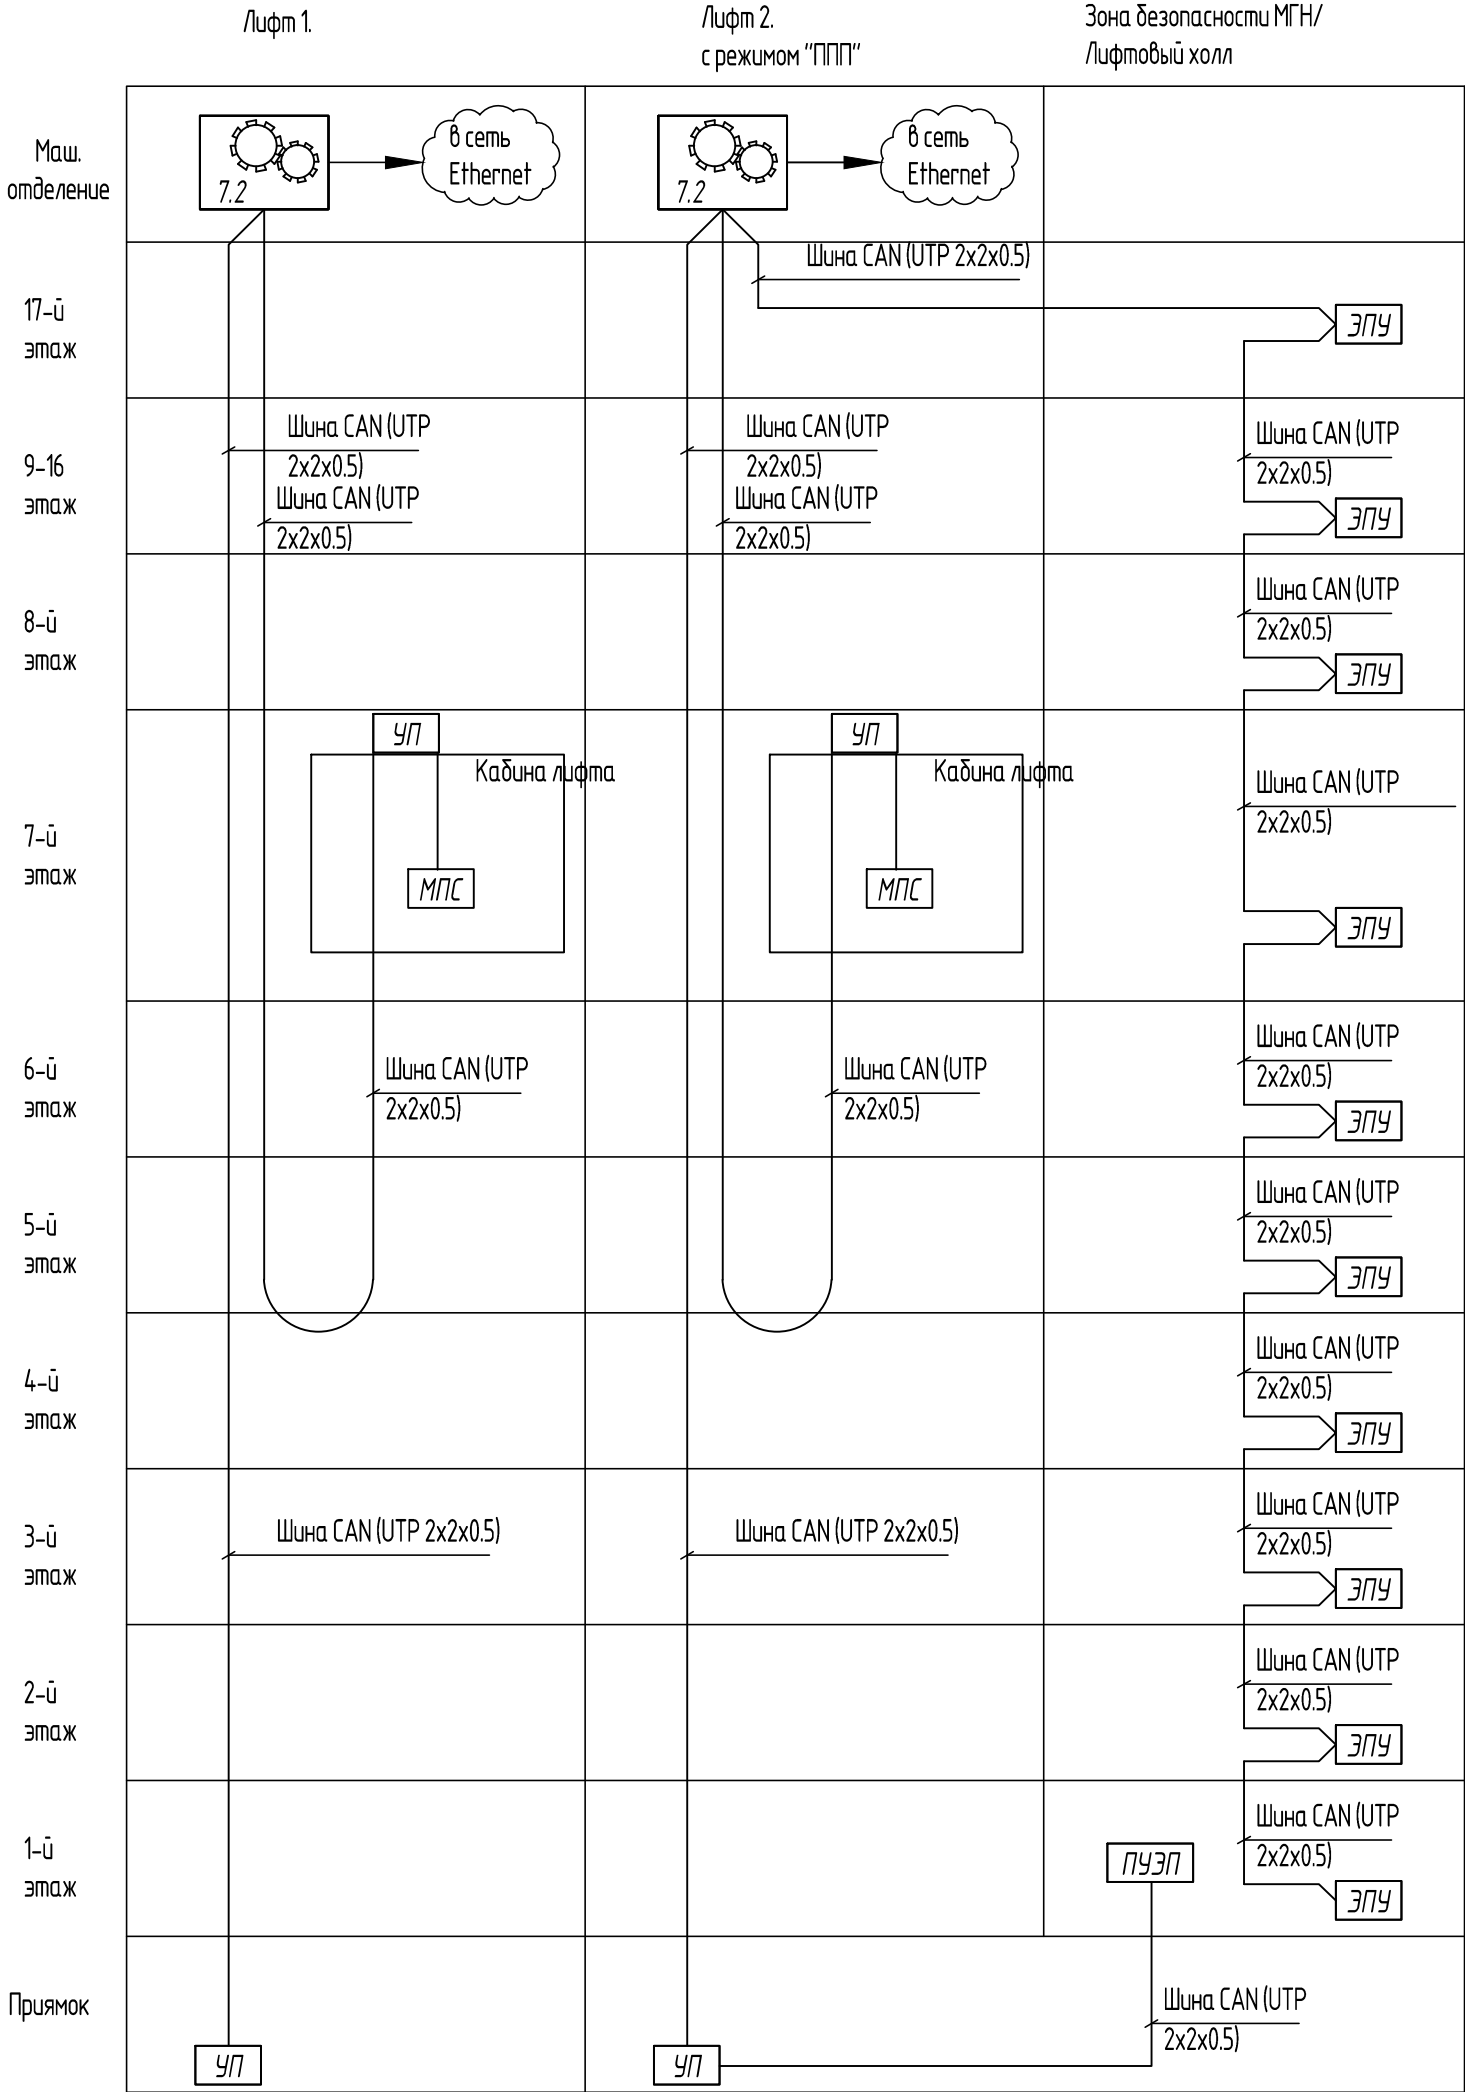 Лифт 1.
Лифт 2.
с режимом "ППП"
Зона безопасности МГН/
Лифтовый холл
Маш.
отделение
7.2
в сеть
Ethernet
7.2
в сеть
Ethernet
17-й
этаж
Шина CAN (UTP 2x2x0.5)
ЭПУ
9-16
этаж
Шина CAN (UTP
2x2x0.5)
Шина CAN (UTP
2x2x0.5)
Шина CAN (UTP
2x2x0.5)
Шина CAN (UTP
2x2x0.5)
Шина CAN (UTP
2x2x0.5)
ЭПУ
8-й
этаж
Шина CAN (UTP
2x2x0.5)
ЭПУ
7-й
этаж
УП
Кабина лифта
МПС
УП
Кабина лифта
МПС
Шина CAN (UTP
2x2x0.5)
ЭПУ
6-й
этаж
Шина CAN (UTP
2x2x0.5)
Шина CAN (UTP
2x2x0.5)
Шина CAN (UTP
2x2x0.5)
ЭПУ
5-й
этаж
Шина CAN (UTP
2x2x0.5)
ЭПУ
4-й
этаж
Шина CAN (UTP
2x2x0.5)
ЭПУ
3-й
этаж
Шина CAN (UTP 2x2x0.5)
Шина CAN (UTP 2x2x0.5)
Шина CAN (UTP
2x2x0.5)
ЭПУ
2-й
этаж
Шина CAN (UTP
2x2x0.5)
ЭПУ
1-й
этаж
ПУЭП
Шина CAN (UTP
2x2x0.5)
ЭПУ
Приямок
УП
УП
Шина CAN (UTP
2x2x0.5)